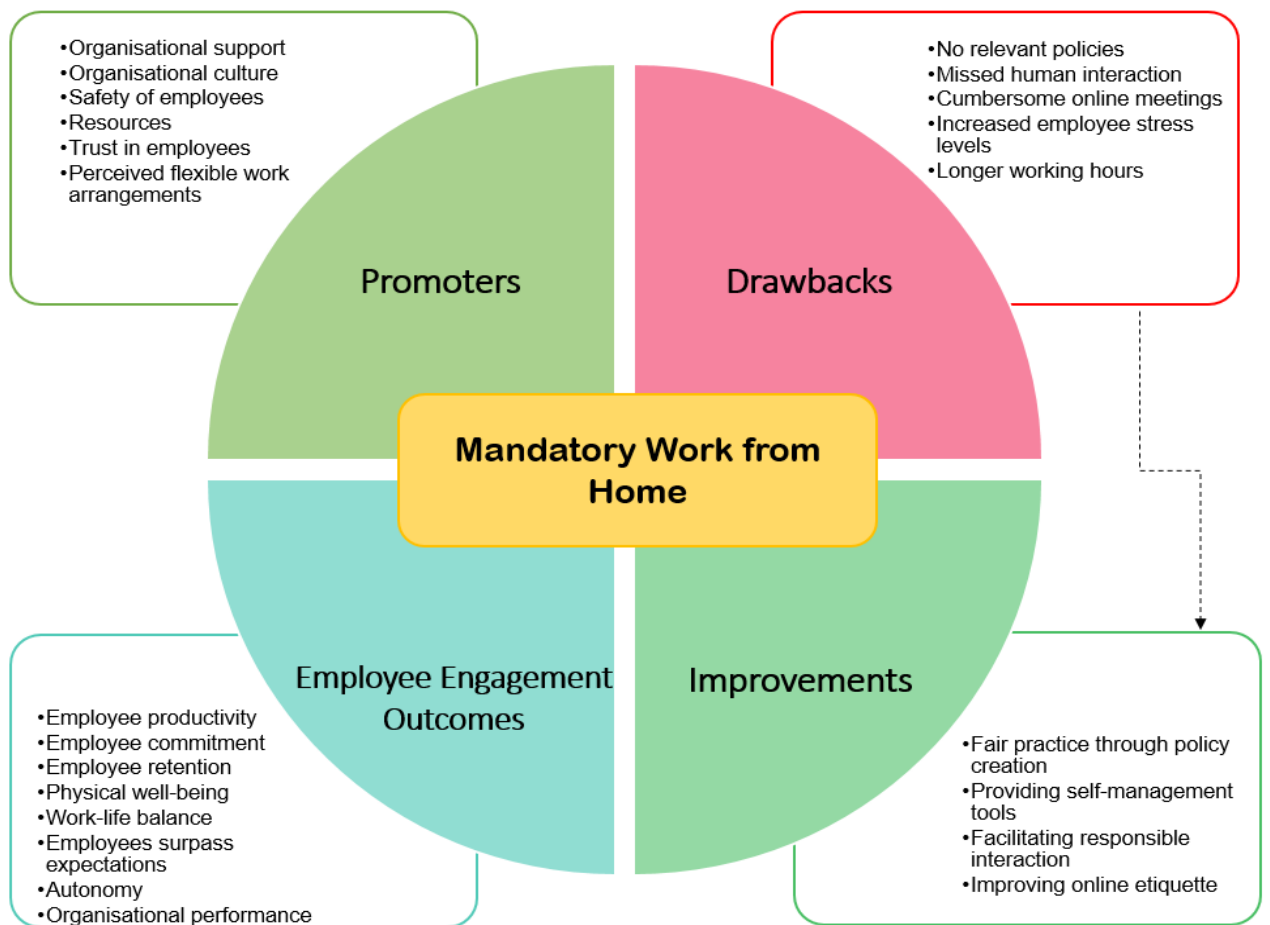 •Organisational support
•Organisational culture
•Safety of employees
•Resources
•Trust in employees
•Perceived flexible work
arrangements
•No relevant policies
•Missed human interaction
•Cumbersome online meetings
•Increased employee stress
levels
•Longer working hours
Promoters
Drawbacks
Mandatory Work from
Home
Employee Engagement
Outcomes
Improvements
•Employee productivity
•Employee commitment
•Employee retention
•Physical well-being
•Work-life balance
•Employees surpass
expectations
•Autonomy
•Organisational performance
•Fair practice through policy
creation
•Providing self-management
tools
•Facilitating responsible
interaction
•Improving online etiquette